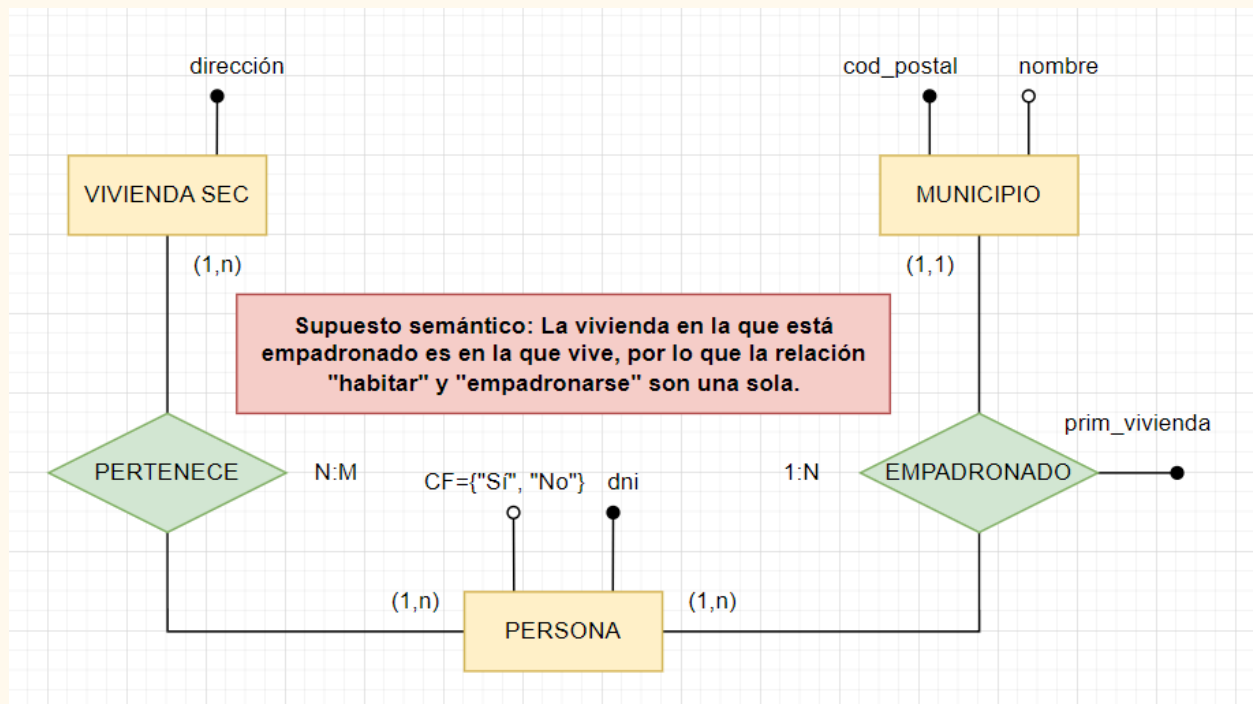 dirección
cod_postal
nombre
VIVIENDA SEC
MUNICIPIO
(1,n)
(1,1)
Supuesto semántico: La vivienda en la que está
empadronado es en la que vive, por lo que la relación
"habitar" y "empadronarse" son una sola.
prim_vivienda
PERTENECE
N:M
CF={"Sí", "No"}
dni
1:N
EMPADRONADO
(1,n)
PERSONA
(1,n)